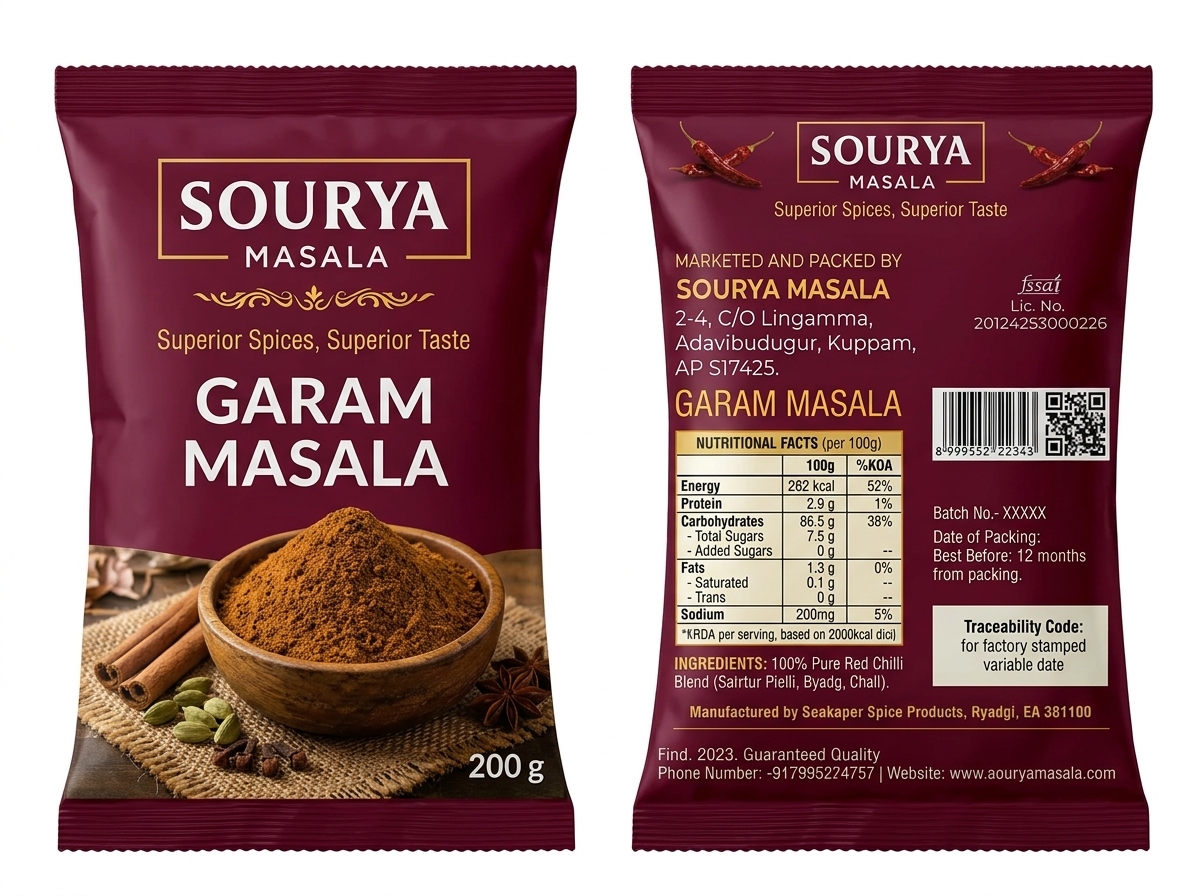 SOURYA
MASALA
Superior Spices, Superior Taste
GARAM
MASALA
200 g
SOURYA
MASALA
Superior Spices, Superior Taste
MARKETED AND PACKED BY
SOURYA MASALA
2-4, C/O Lingamma,
Adavibudugur, Kuppam,
AP S17425.
fssai
Lic. No.
201242S3000226
GARAM MASALA
8 999552 22343
NUTRITIONAL FACTS (per 100g)
100g %KOA
Energy 262 kcal 52%
Protein 2.9 g 1%
Carbohydrates 86.5 g 38%
- Total Sugars 7.5 g
- Added Sugars 0 g --
Fats 1.3 g 0%
- Saturated 0.1 g --
- Trans 0 g --
Sodium 200mg 5%
*KRDA per serving, based on 2000kcal dici)
Batch No.- XXXXX
Date of Packing:
Best Before: 12 months
from packing.
Traceability Code:
for factory stamped
variable date
INGREDIENTS: 100% Pure Red Chilli
Blend (Sairtur Pielli, Byadg, Chall).
Manufactured by Seakaper Spice Products, Ryadgi, EA 381100
Find. 2023. Guaranteed Quality
Phone Number: -917995224757 | Website: www.aouryamasala.com